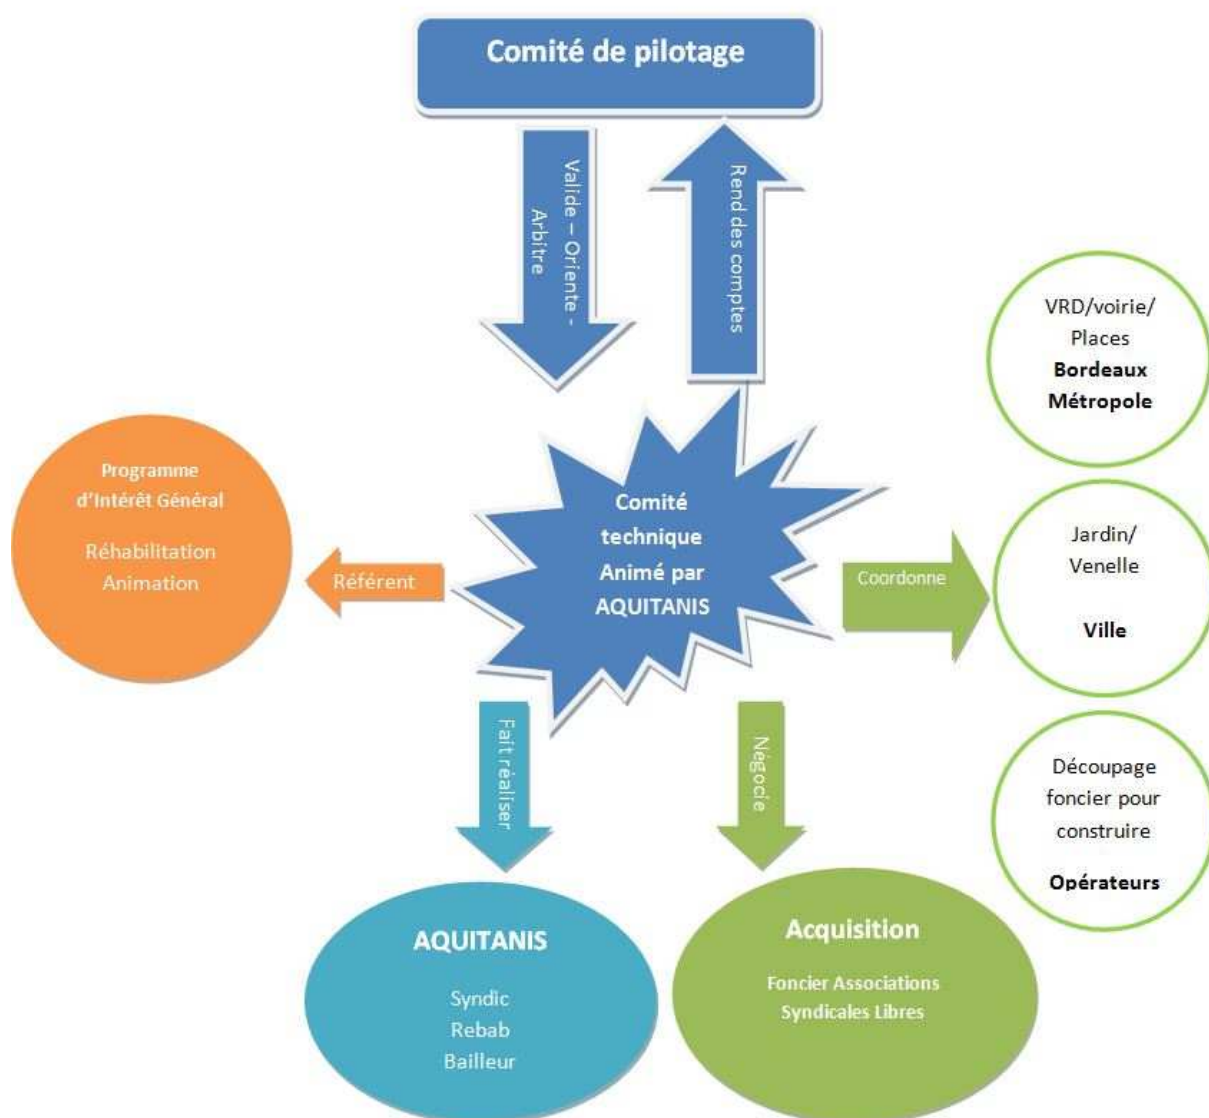 Comité de pilotage
Valide – Oriente -
Arbitre
Rend des comptes
VRD/voirie/
Places
Bordeaux
Métropole
Programme
d'Intérêt Général
Réhabilitation
Animation
Référent
Comité
technique
Animé par
AQUITANIS
Coordonne
Jardin/
Venelle
Ville
Fait réaliser
Négocie
Découpage
foncier pour
construire
Opérateurs
AQUITANIS
Syndic
Rebab
Bailleur
Acquisition
Foncier Associations
Syndicales Libres